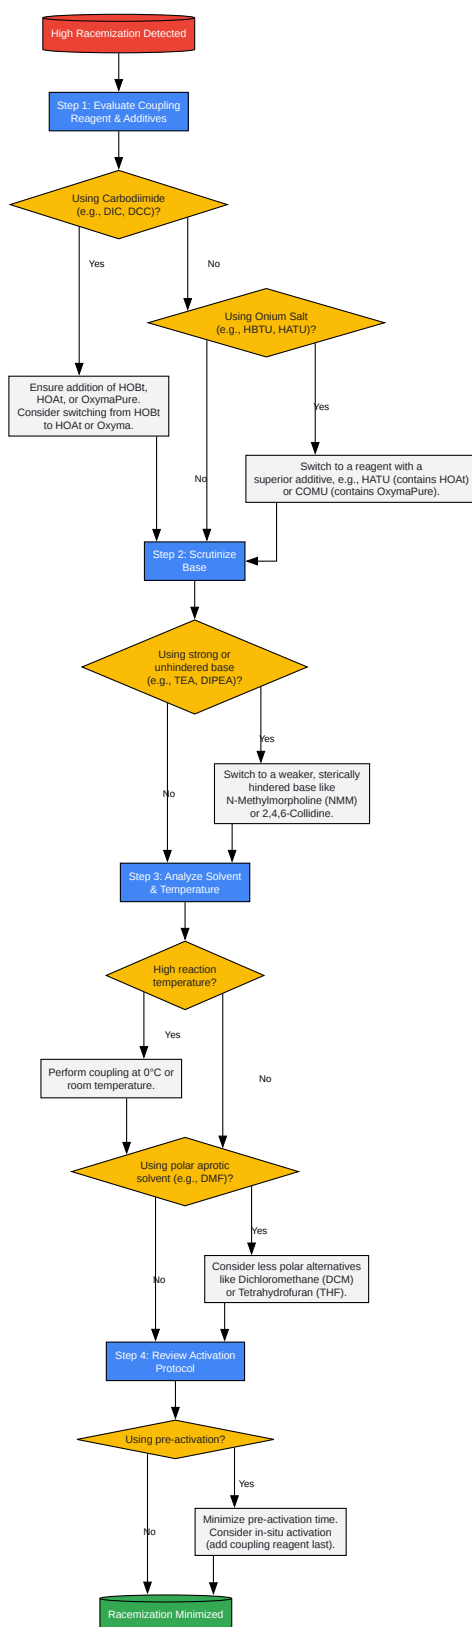 High Racemization Detected
Step 1: Evaluate Coupling
Reagent & Additives
Using Carbodiimide
(e.g., DIC, DCC)?
Yes
No
Using Onium Salt
(e.g., HBTU, HATU)?
Ensure addition of HOBt,
HOAt, or OxymaPure.
Consider switching from HOBt
to HOAt or Oxyma.
Yes
No
Switch to a reagent with a
superior additive, e.g., HATU (contains HOAt)
or COMU (contains OxymaPure).
Step 2: Scrutinize
Base
Using strong or
unhindered base
(e.g., TEA, DIPEA)?
Yes
No
Switch to a weaker, sterically
hindered base like
N-Methylmorpholine (NMM)
or 2,4,6-Collidine.
Step 3: Analyze Solvent
& Temperature
High reaction
temperature?
Yes
No
Perform coupling at 0°C or
room temperature.
Using polar aprotic
solvent (e.g., DMF)?
Yes
No
Consider less polar alternatives
like Dichloromethane (DCM)
or Tetrahydrofuran (THF).
Step 4: Review Activation
Protocol
Using pre-activation?
Yes
No
Minimize pre-activation time.
Consider in-situ activation
(add coupling reagent last).
Racemization Minimized